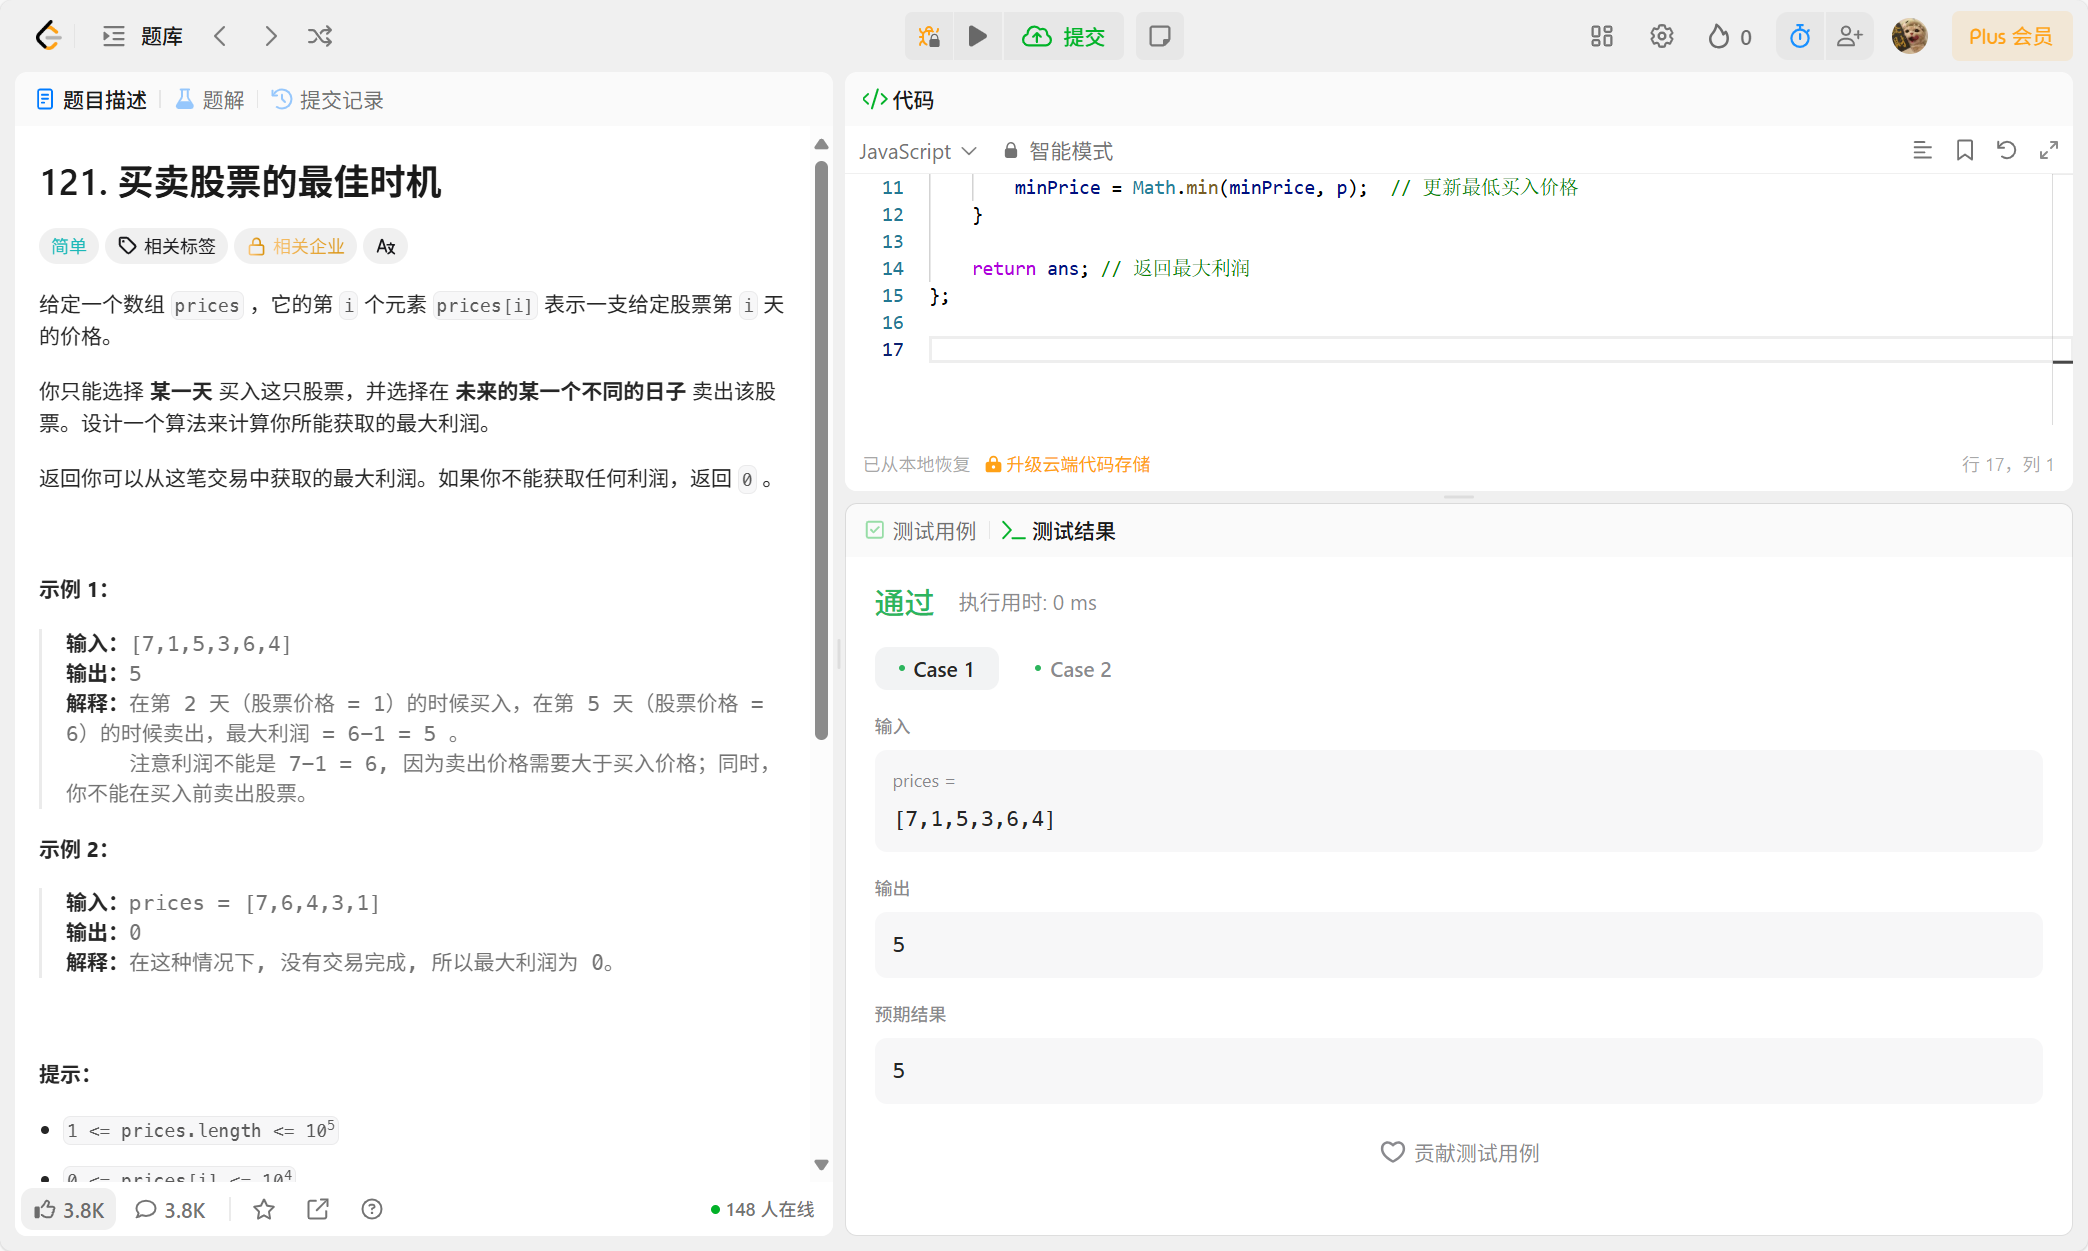 题库
提交
0
Plus 会员
题目描述
题解
提交记录
121. 买卖股票的最佳时机
简单
相关标签
相关企业
给定一个数组 prices ，它的第 i 个元素 prices[i] 表示一支给定股票第 i 天
的价格。
你只能选择 某一天 买入这只股票，并选择在 未来的某一个不同的日子 卖出该股
票。设计一个算法来计算你所能获取的最大利润。
返回你可以从这笔交易中获取的最大利润。如果你不能获取任何利润，返回 0 。
示例 1：
输入：[7,1,5,3,6,4]
输出：5
解释：在第 2 天（股票价格 = 1）的时候买入，在第 5 天（股票价格 =
6）的时候卖出，最大利润 = 6-1 = 5 。
注意利润不能是 7-1 = 6, 因为卖出价格需要大于买入价格；同时，
你不能在买入前卖出股票。
示例 2：
输入：prices = [7,6,4,3,1]
输出：0
解释：在这种情况下, 没有交易完成, 所以最大利润为 0。
提示：
1 <= prices.length <= 10⁵
0 <= prices[i] <= 10⁴
3.8K
3.8K
148 人在线
</> 代码
JavaScript
智能模式
11 minPrice = Math.min(minPrice, p); // 更新最低买入价格
12 }
13
14 return ans; // 返回最大利润
15 };
16
17
已从本地恢复
升级云端代码存储
行 17，列 1
测试用例
测试结果
通过
执行用时: 0 ms
Case 1
Case 2
输入
prices =
[7,1,5,3,6,4]
输出
5
预期结果
5
贡献测试用例